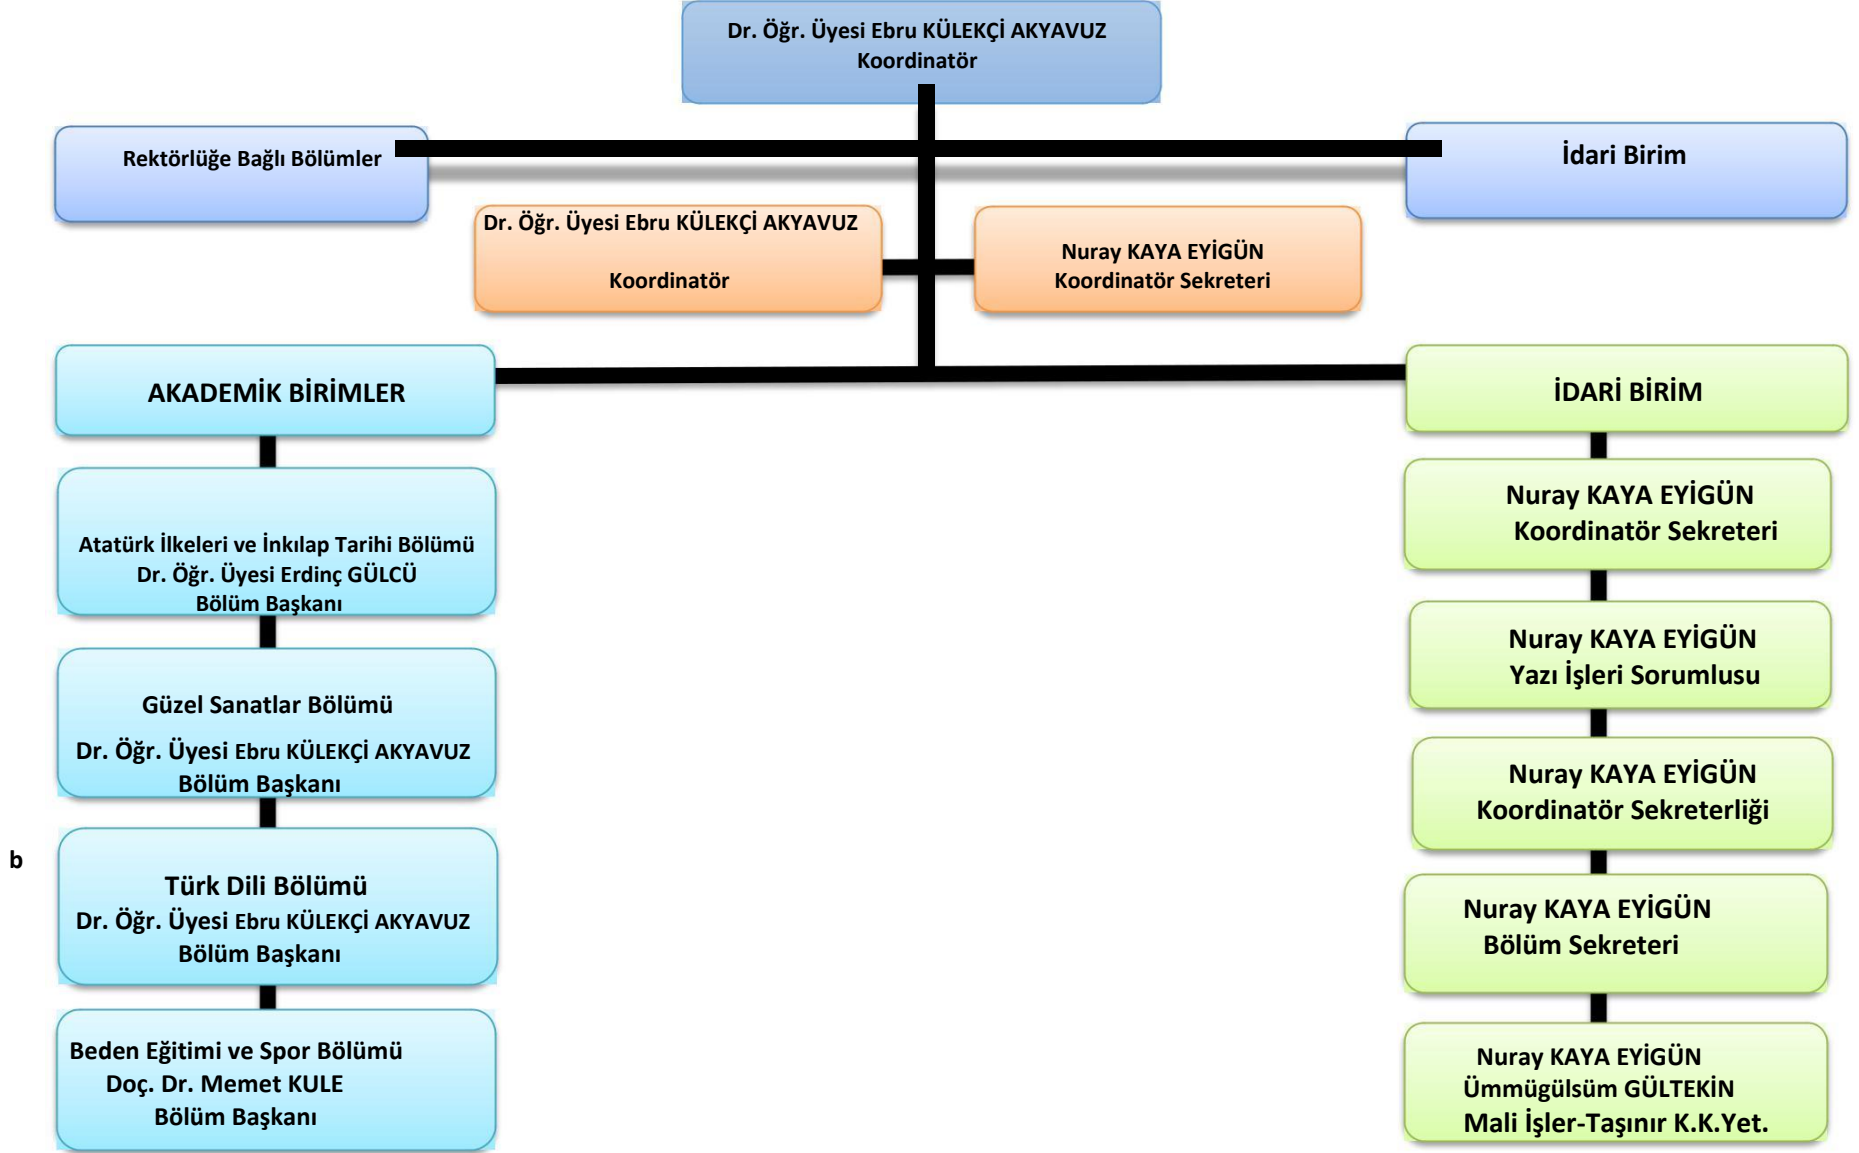 Dr. Öğr. Üyesi Ebru KÜLEKÇİ AKYAVUZ
Koordinatör
Rektörlüğe Bağlı Bölümler
İdari Birim
Dr. Öğr. Üyesi Ebru KÜLEKÇİ AKYAVUZ
Koordinatör
Nuray KAYA EYİGÜN
Koordinatör Sekreteri
AKADEMİK BİRİMLER
Atatürk İlkeleri ve İnkılap Tarihi Bölümü
Dr. Öğr. Üyesi Erdinç GÜLCÜ
Bölüm Başkanı
Güzel Sanatlar Bölümü
Dr. Öğr. Üyesi Ebru KÜLEKÇİ AKYAVUZ
Bölüm Başkanı
b
Türk Dili Bölümü
Dr. Öğr. Üyesi Ebru KÜLEKÇİ AKYAVUZ
Bölüm Başkanı
Beden Eğitimi ve Spor Bölümü
Doç. Dr. Memet KULE
Bölüm Başkanı
İDARİ BİRİM
Nuray KAYA EYİGÜN
Koordinatör Sekreteri
Nuray KAYA EYİGÜN
Yazı İşleri Sorumlusu
Nuray KAYA EYİGÜN
Koordinatör Sekreterliği
Nuray KAYA EYİGÜN
Bölüm Sekreteri
Nuray KAYA EYİGÜN
Ümmügülsüm GÜLTEKİN
Mali İşler-Taşınır K.K.Yet.